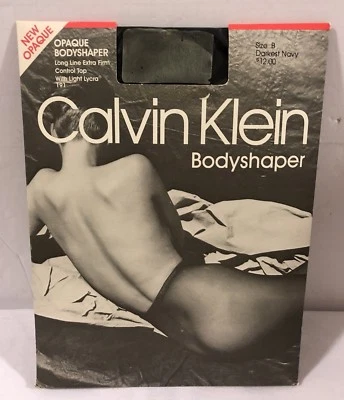 NEW
OPAQUE
OPAQUE
BODYSHAPER
Long Line Extra Firm
Control Top
With Light Lycra
191
Size B
Darkest Navy
$12.00
Calvin Klein
Bodyshaper